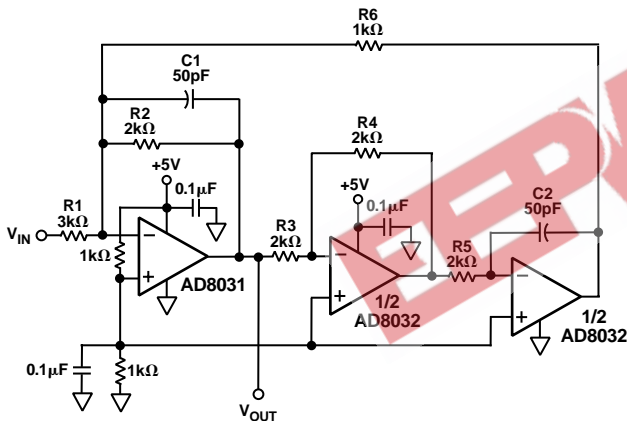 R6
1kΩ
C1
50pF
R2
2kΩ
R4
2kΩ
+5V
0.1μF
+5V
0.1μF
C2
50pF
R1
3kΩ
VIN
1kΩ
R3
2kΩ
R5
2kΩ
AD8031
1/2
AD8032
1/2
AD8032
0.1μF
1kΩ
VOUT